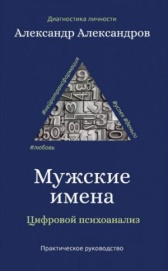 Диагностика личности
Александр Александров
#любовь
Мужские
имена
Цифровой психоанализ
Практическое руководство